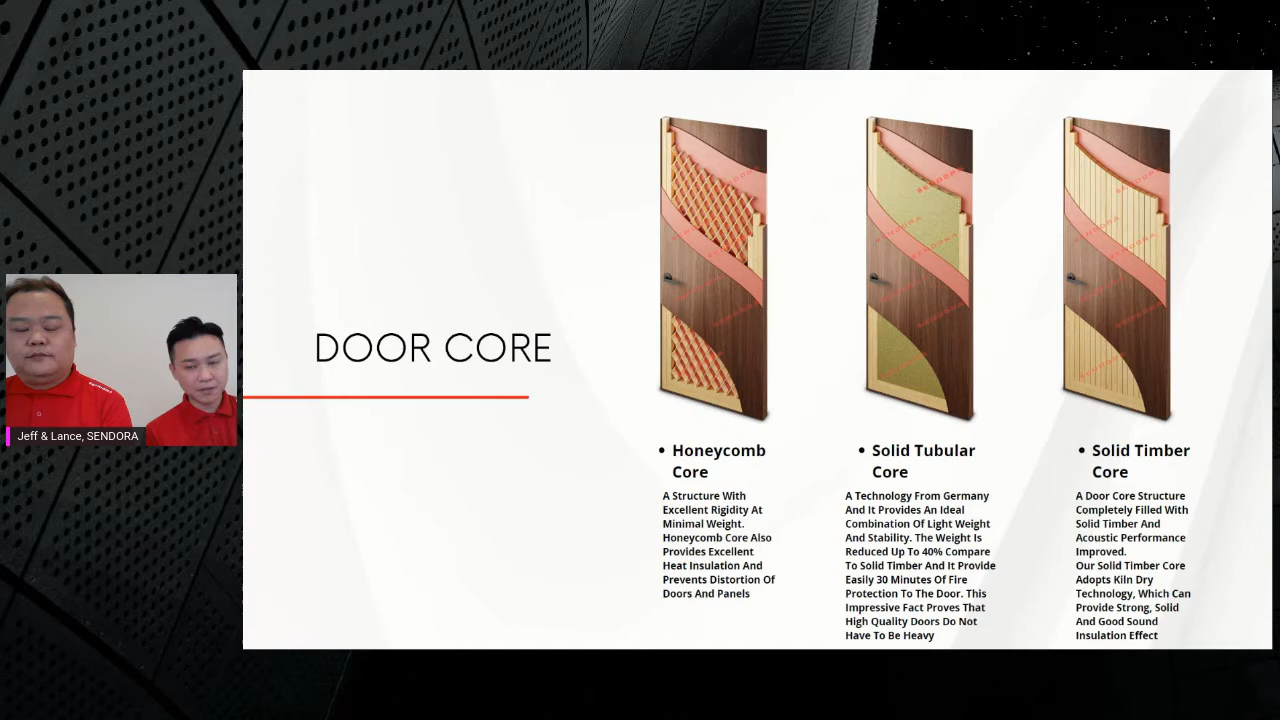 DOOR CORE
Jeff & Lance, SENDORA
• Honeycomb
Core
A Structure With
Excellent Rigidity At
Minimal Weight.
Honeycomb Core Also
Provides Excellent
Heat Insulation And
Prevents Distortion Of
Doors And Panels
• Solid Tubular
Core
A Technology From Germany
And It Provides An Ideal
Combination Of Light Weight
And Stability. The Weight Is
Reduced Up To 40% Compare
To Solid Timber And It Provide
Easily 30 Minutes Of Fire
Protection To The Door. This
Impressive Fact Proves That
High Quality Doors Do Not
Have To Be Heavy
• Solid Timber
Core
A Door Core Structure
Completely Filled With
Solid Timber And
Acoustic Performance
Improved.
Our Solid Timber Core
Adopts Kiln Dry
Technology, Which Can
Provide Strong, Solid
And Good Sound
Insulation Effect